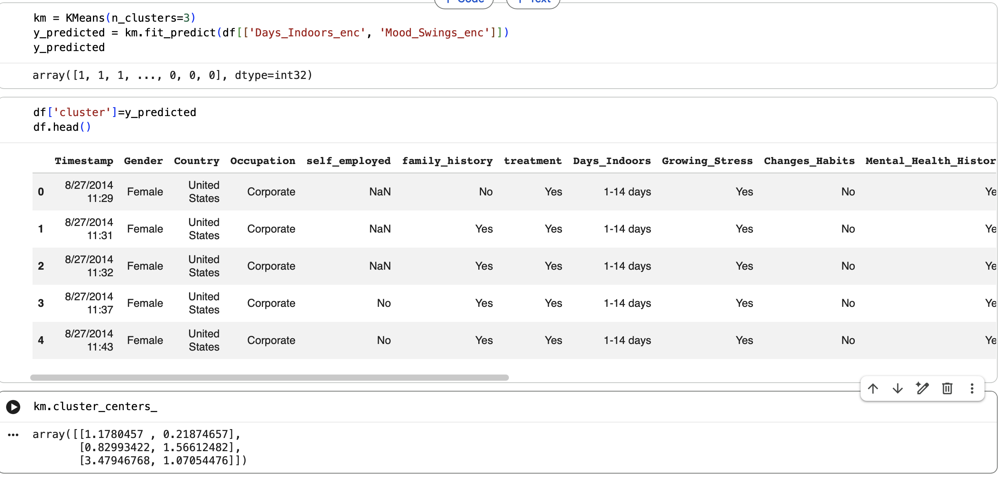 Code Text
km = KMeans(n_clusters=3)
y_predicted = km.fit_predict(df[['Days_Indoors_enc', 'Mood_Swings_enc']])
y_predicted
array([1, 1, 1, ..., 0, 0, 0], dtype=int32)
df['cluster']=y_predicted
df.head()
Timestamp Gender Country Occupation self_employed family_history treatment Days_Indoors Growing_Stress Changes_Habits Mental_Health_Histor
0 8/27/2014 11:29 Female United States Corporate NaN No Yes 1-14 days Yes No Ye
1 8/27/2014 11:31 Female United States Corporate NaN Yes Yes 1-14 days Yes No Ye
2 8/27/2014 11:32 Female United States Corporate NaN Yes Yes 1-14 days Yes No Ye
3 8/27/2014 11:37 Female United States Corporate No Yes Yes 1-14 days Yes No Ye
4 8/27/2014 11:43 Female United States Corporate No Yes Yes 1-14 days Yes No Ye
km.cluster_centers_
array([[1.1780457 , 0.21874657],
[0.82993422, 1.56612482],
[3.47946768, 1.07054476]])